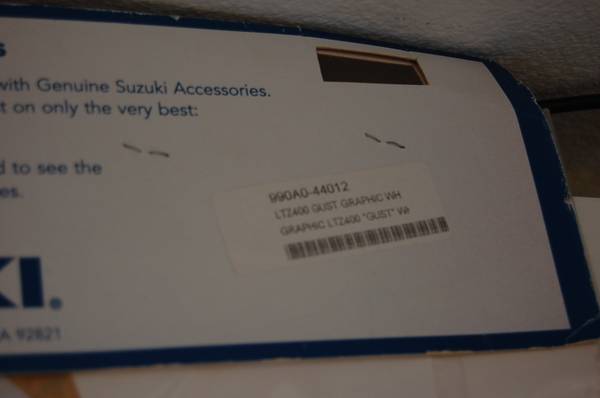 s
with Genuine Suzuki Accessories.
t on only the very best:
d to see the
es.
990A0-44012
LTZ400 GUST GRAPHIC WH
GRAPHIC LTZ400 "GUST" WH
KI.
A 92821